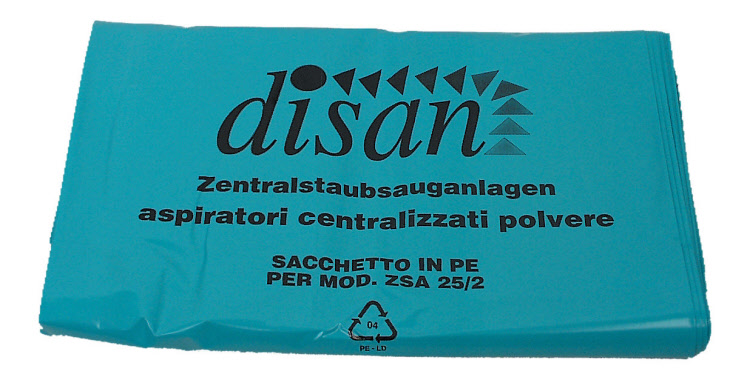 disan
Zentralstaubsauganlagen
aspiratori centralizzati polvere
SACCHETTO IN PE
PER MOD. ZSA 25/2
04
PE-LD